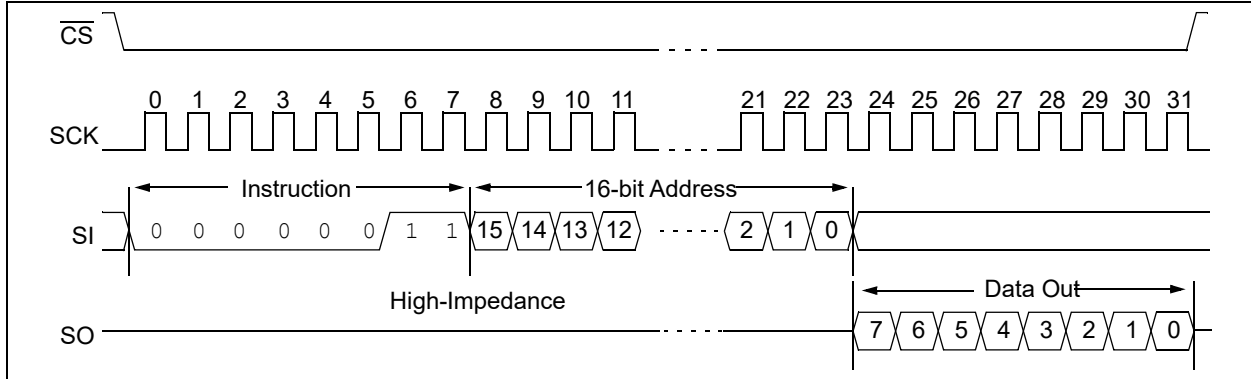 CS
0 1 2 3 4 5 6 7 8 9 10 11 21 22 23 24 25 26 27 28 29 30 31
SCK
Instruction 16-bit Address
SI 0 0 0 0 0 0 1 1 15 14 13 12 2 1 0
High-Impedance Data Out
SO 7 6 5 4 3 2 1 0